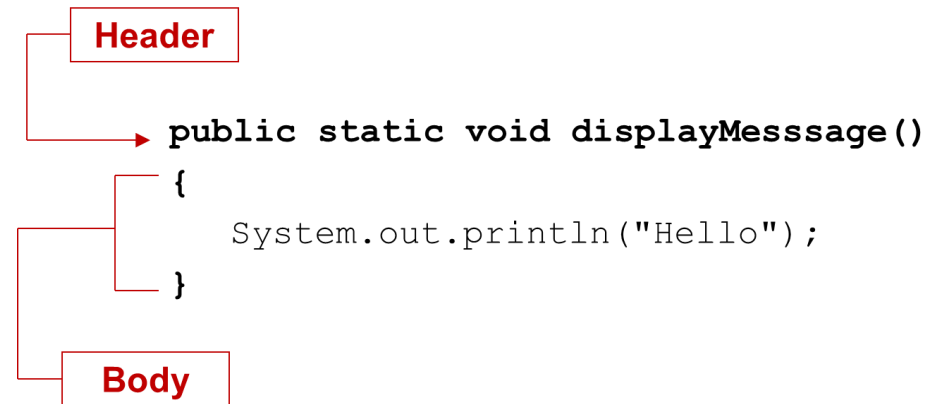 Header
public static void displayMesssage()
{
System.out.println("Hello");
}
Body